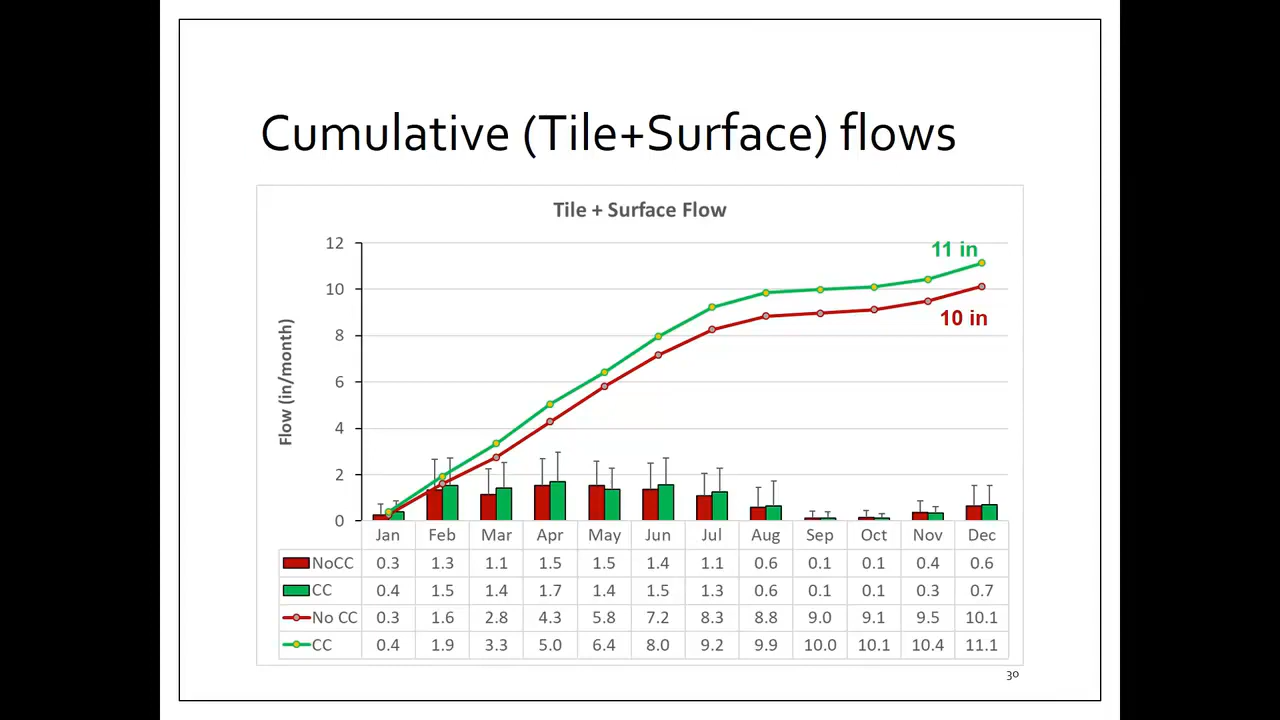 Cumulative (Tile+Surface) flows
Tile + Surface Flow
Flow (in/month)
12
10
8
6
4
2
0
11 in
10 in
Jan Feb Mar Apr May Jun Jul Aug Sep Oct Nov Dec
NoCC 0.3 1.3 1.1 1.5 1.5 1.4 1.1 0.6 0.1 0.1 0.4 0.6
CC 0.4 1.5 1.4 1.7 1.4 1.5 1.3 0.6 0.1 0.1 0.3 0.7
No CC 0.3 1.6 2.8 4.3 5.8 7.2 8.3 8.8 9.0 9.1 9.5 10.1
CC 0.4 1.9 3.3 5.0 6.4 8.0 9.2 9.9 10.0 10.1 10.4 11.1
30